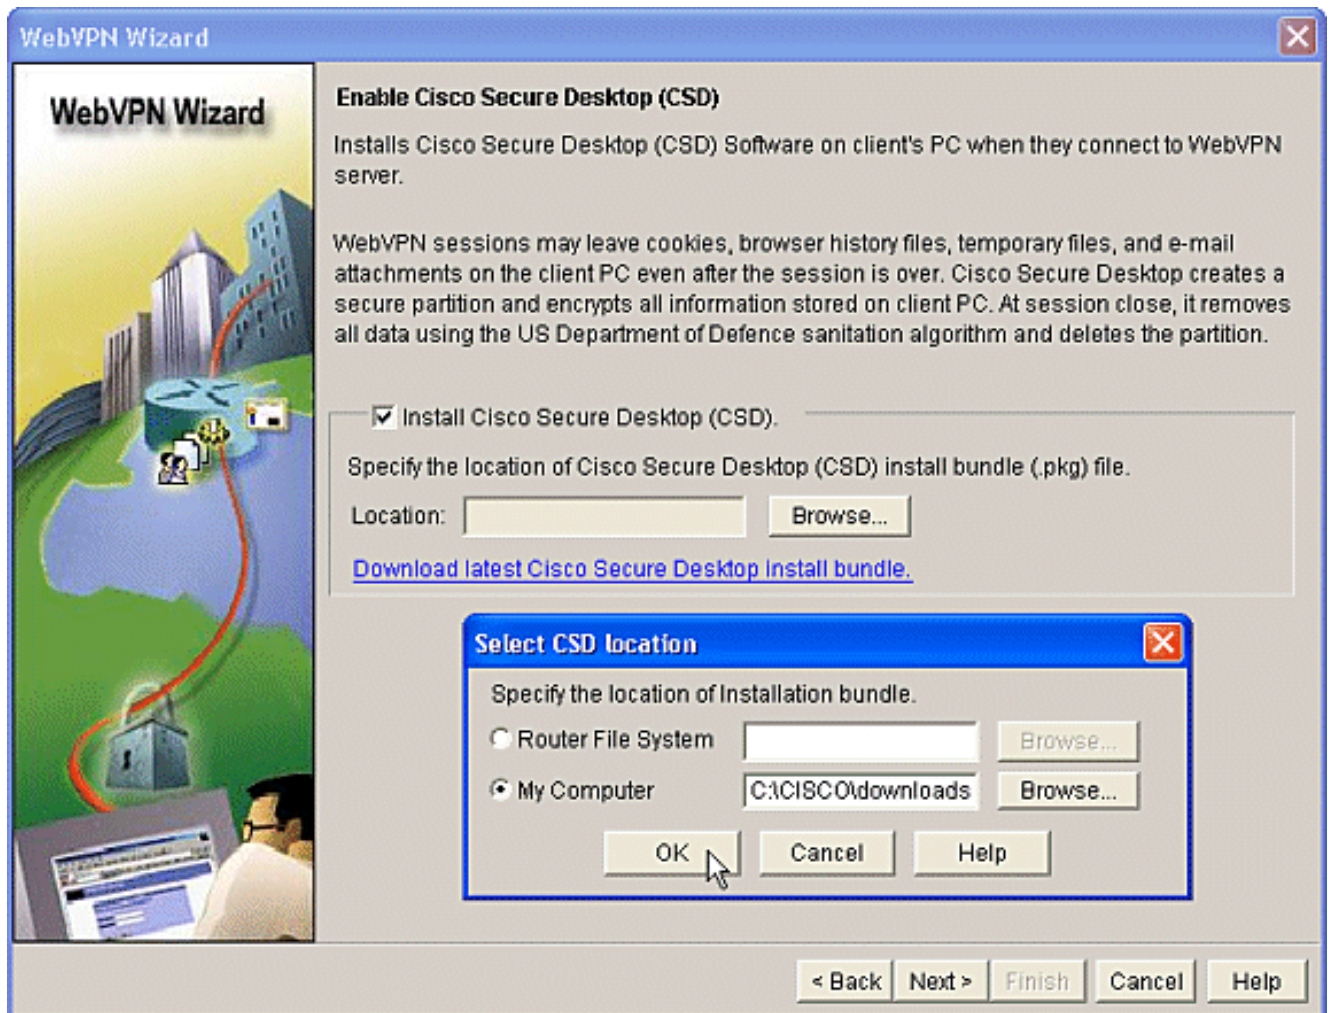 WebVPN Wizard
WebVPN Wizard
Enable Cisco Secure Desktop (CSD)
Installs Cisco Secure Desktop (CSD) Software on client's PC when they connect to WebVPN
server.
WebVPN sessions may leave cookies, browser history files, temporary files, and e-mail
attachments on the client PC even after the session is over. Cisco Secure Desktop creates a
secure partition and encrypts all information stored on client PC. At session close, it removes
all data using the US Department of Defence sanitation algorithm and deletes the partition.
Install Cisco Secure Desktop (CSD).
Specify the location of Cisco Secure Desktop (CSD) install bundle (.pkg) file.
Location: Browse...
Download latest Cisco Secure Desktop install bundle.
Select CSD location
Specify the location of Installation bundle.
Router File System Browse...
My Computer C:\CISCO\downloads Browse...
OK Cancel Help
< Back Next > Finish Cancel Help